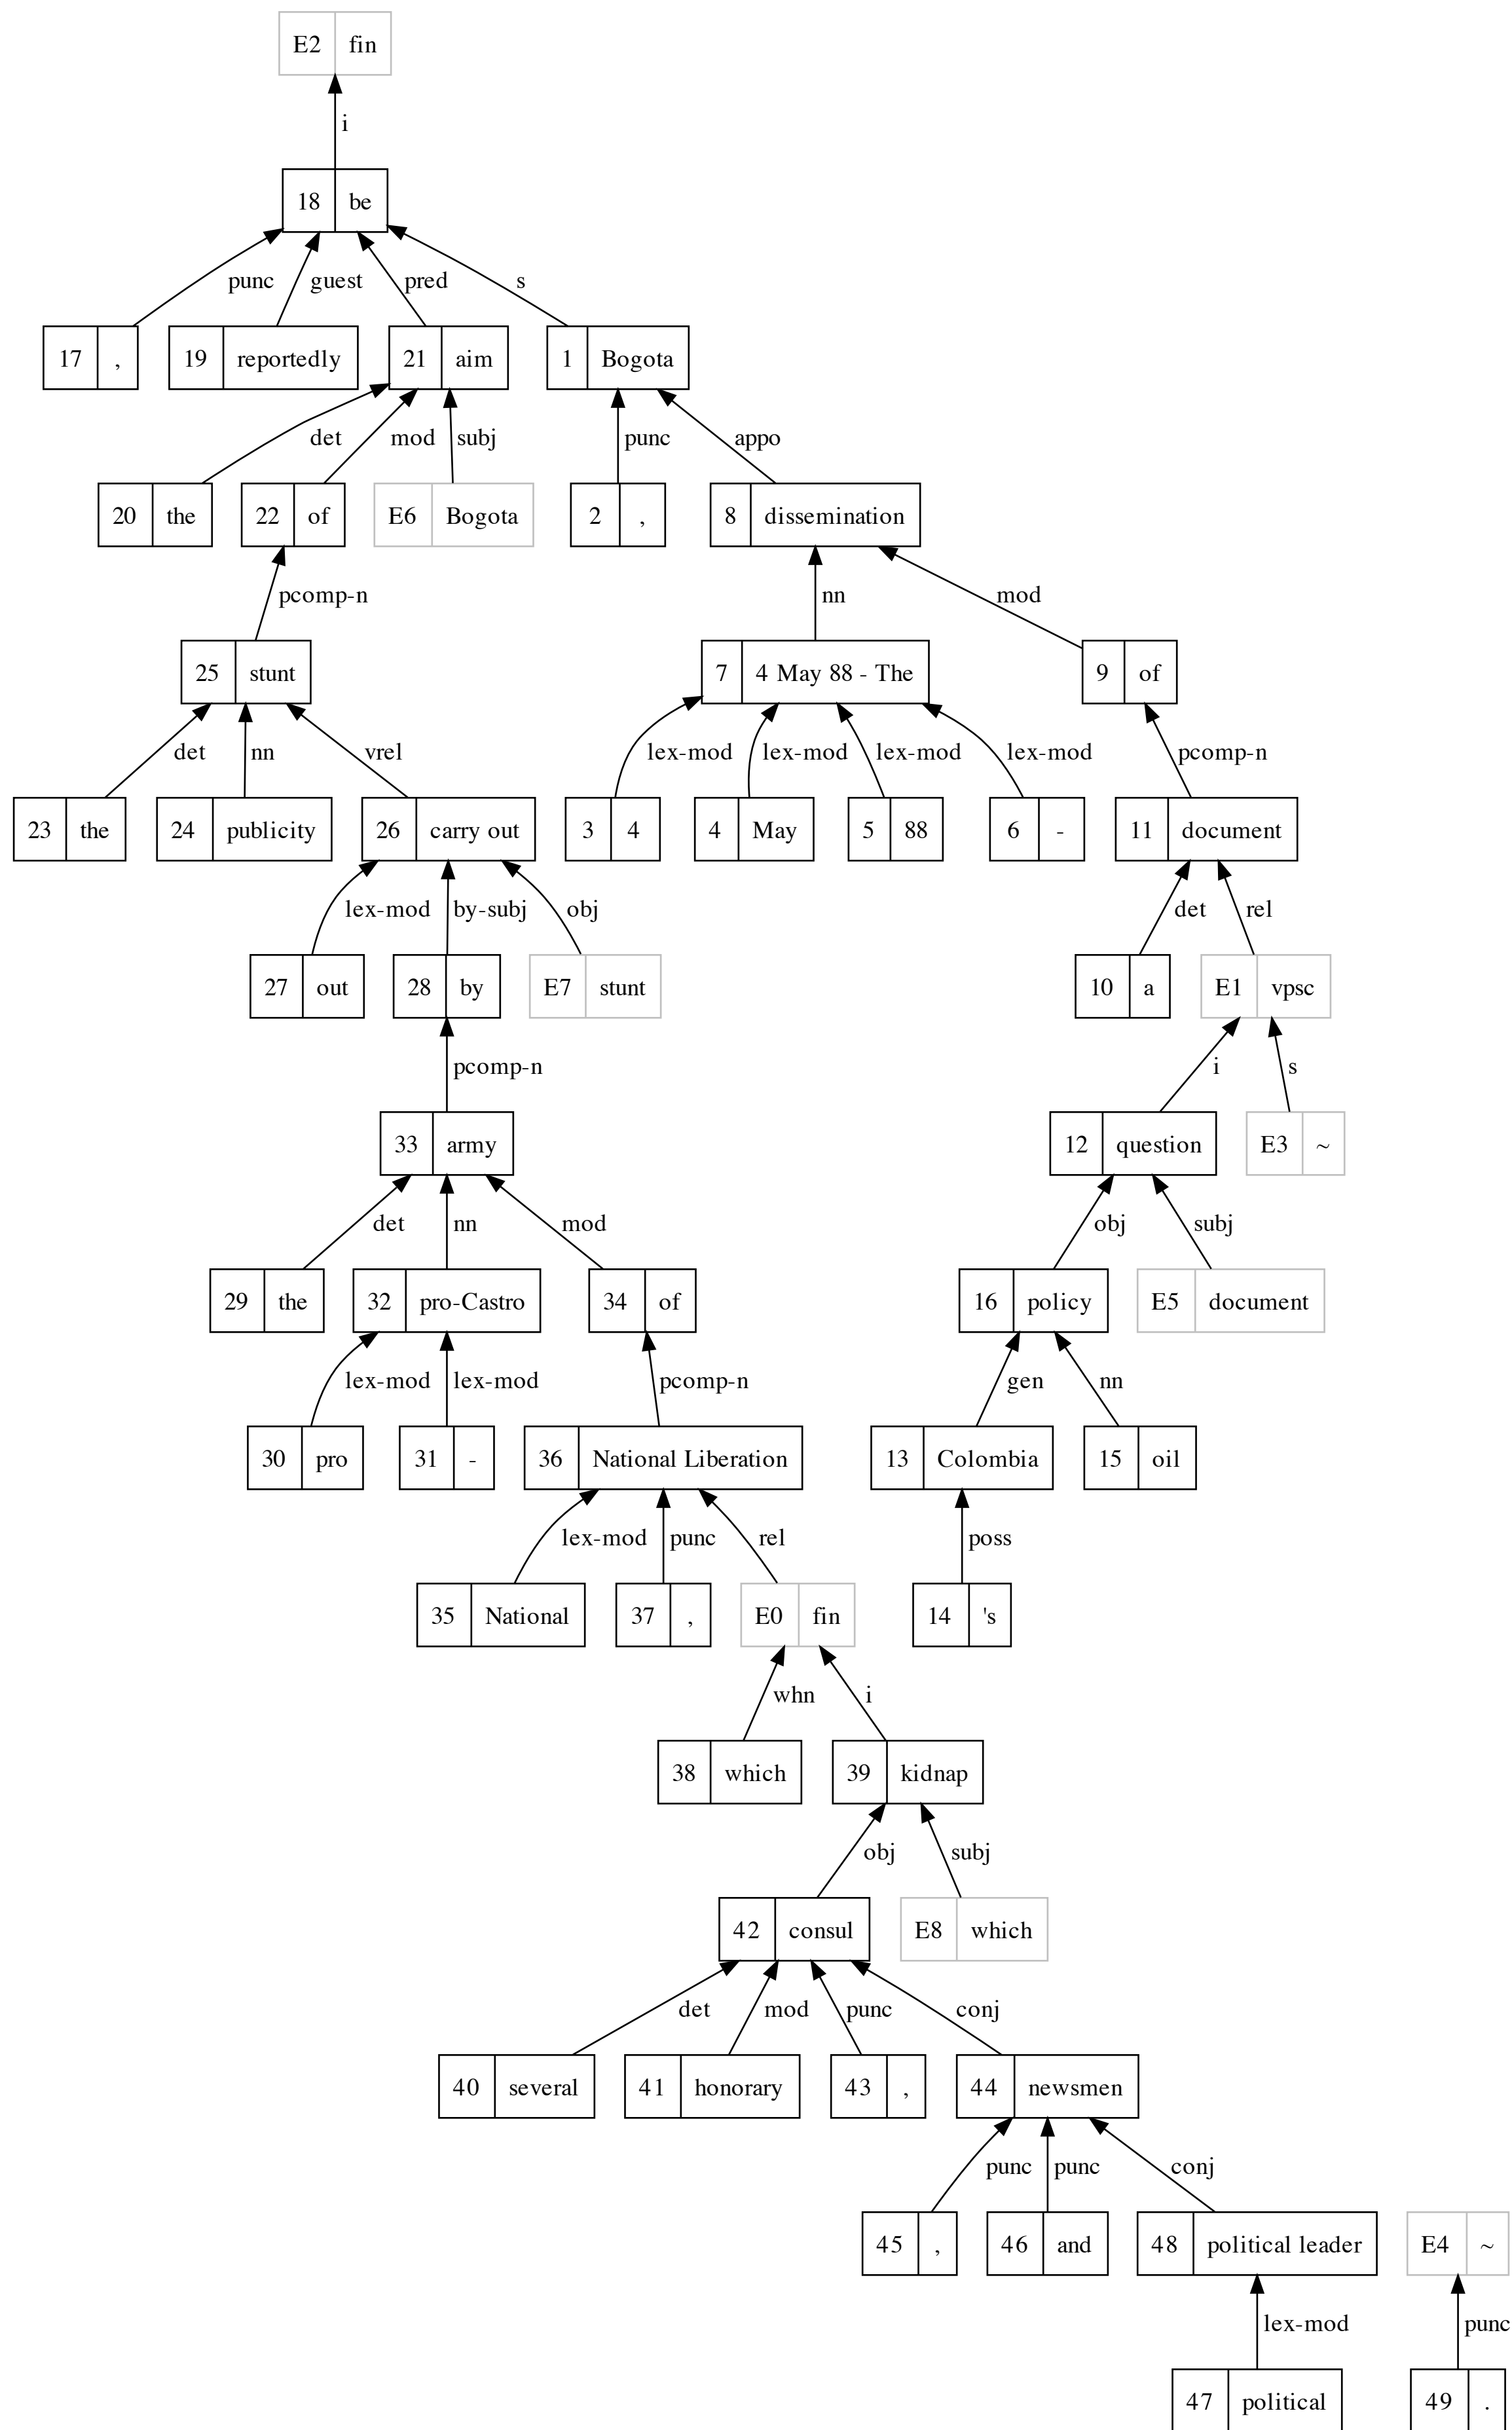 E2 fin
i
18 be
punc guest pred s
17 , 19 reportedly 21 aim 1 Bogota
det mod subj punc appo
20 the 22 of E6 Bogota 2 , 8 dissemination
pcomp-n nn mod
25 stunt 7 4 May 88 - The 9 of
det nn vrel lex-mod lex-mod lex-mod lex-mod pcomp-n
23 the 24 publicity 26 carry out 3 4 4 May 5 88 6 - 11 document
lex-mod by-subj obj det rel
27 out 28 by E7 stunt 10 a E1 vpsc
pcomp-n i s
33 army 12 question E3 ~
det nn mod obj subj
29 the 32 pro-Castro 34 of 16 policy E5 document
lex-mod lex-mod pcomp-n gen nn
30 pro 31 - 36 National Liberation 13 Colombia 15 oil
lex-mod punc rel poss
35 National 37 , E0 fin 14 's
whn i
38 which 39 kidnap
obj subj
42 consul E8 which
det mod punc conj
40 several 41 honorary 43 , 44 newsmen
punc punc conj
45 , 46 and 48 political leader E4 ~
lex-mod punc
47 political 49 .